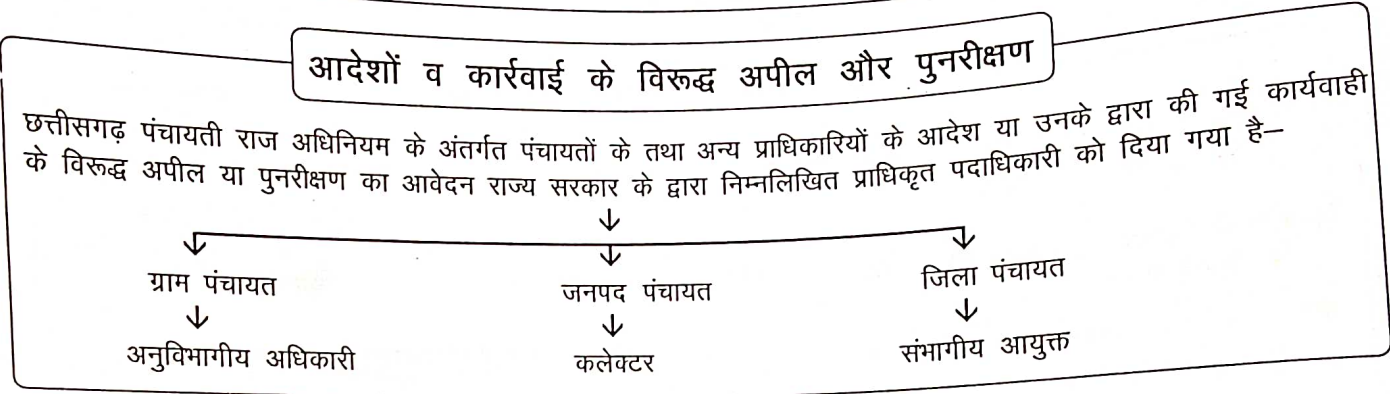 आदेशों व कार्रवाई के विरूद्ध अपील और पुनरीक्षण
छत्तीसगढ़ पंचायती राज अधिनियम के अंतर्गत पंचायतों के तथा अन्य प्राधिकारियों के आदेश या उनके द्वारा की गई कार्यवाही
के विरूद्ध अपील या पुनरीक्षण का आवेदन राज्य सरकार के द्वारा निम्नलिखित प्राधिकृत पदाधिकारी को दिया गया है–
ग्राम पंचायत जनपद पंचायत जिला पंचायत
अनुविभागीय अधिकारी कलेक्टर संभागीय आयुक्त